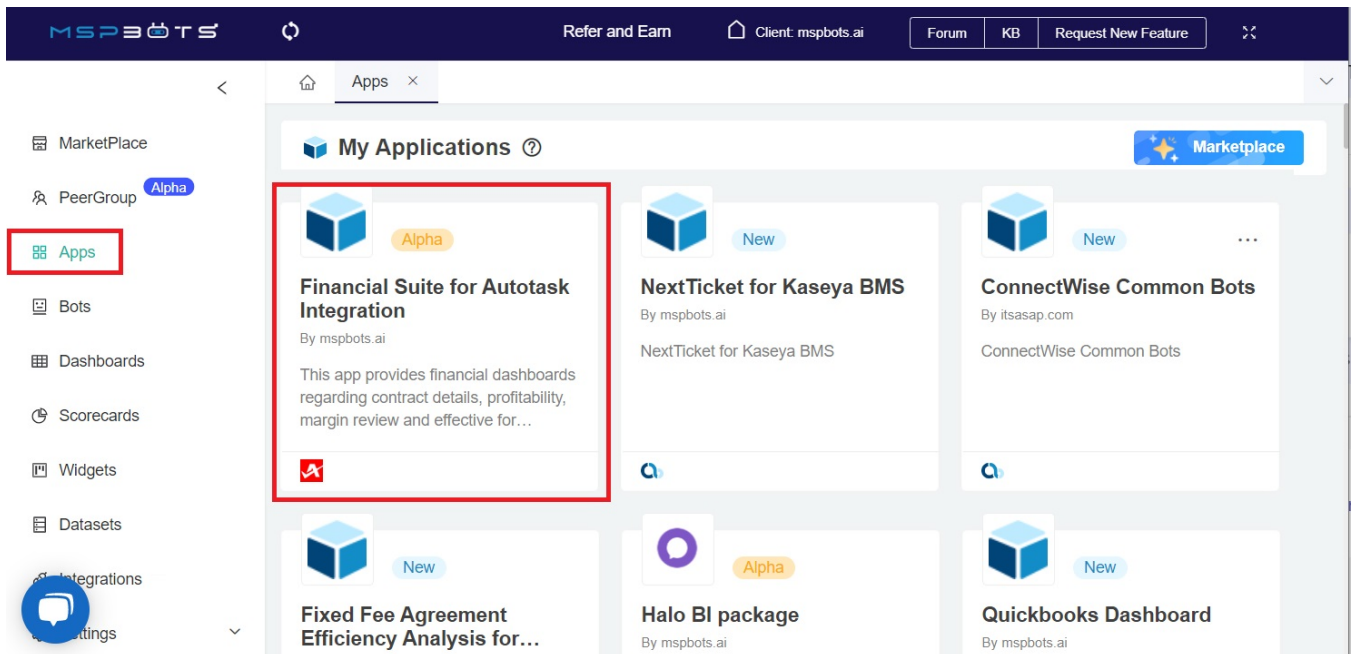 MSPBOTS
Refer and Earn
Client: mspbots.ai
Forum
KB
Request New Feature
Apps
MarketPlace
PeerGroup
Alpha
Apps
Bots
Dashboards
Scorecards
Widgets
Datasets
My Applications
Marketplace
Alpha
Financial Suite for Autotask
Integration
By mspbots.ai
This app provides financial dashboards
regarding contract details, profitability,
margin review and effective for…
New
NextTicket for Kaseya BMS
By mspbots.ai
NextTicket for Kaseya BMS
New
ConnectWise Common Bots
By itsasap.com
ConnectWise Common Bots
New
Fixed Fee Agreement
Efficiency Analysis for…
Alpha
Halo BI package
By mspbots.ai
New
Quickbooks Dashboard
By mspbots.ai